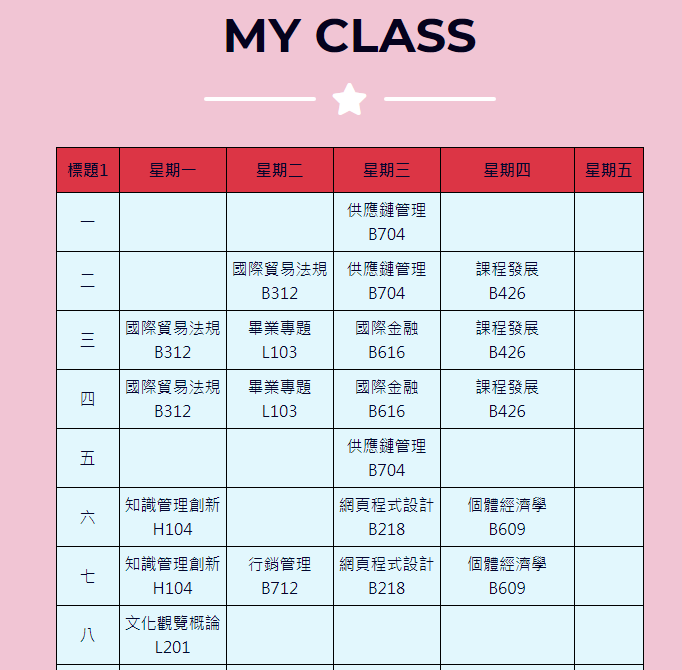 MY CLASS
標題1 星期一 星期二 星期三 星期四 星期五
一 供應鏈管理
B704
二 國際貿易法規 供應鏈管理 課程發展
B312 B704 B426
三 國際貿易法規 畢業專題 國際金融 課程發展
B312 L103 B616 B426
四 國際貿易法規 畢業專題 國際金融 課程發展
B312 L103 B616 B426
五 供應鏈管理
B704
六 知識管理創新 網頁程式設計 個體經濟學
H104 B218 B609
七 知識管理創新 行銷管理 網頁程式設計 個體經濟學
H104 B712 B218 B609
八 文化觀覽概論
L201